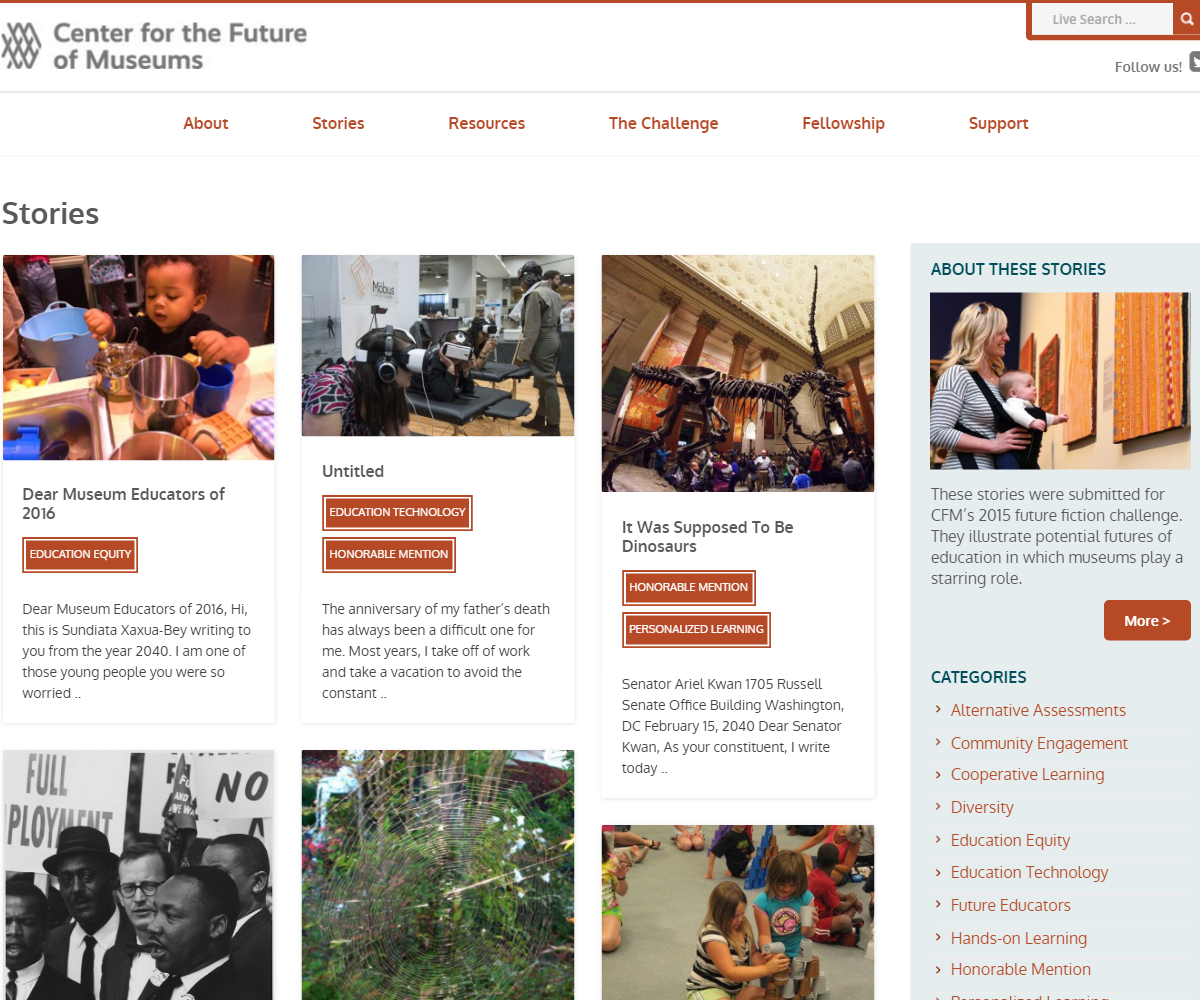 Center for the Future
of Museums
Live Search ...
Follow us!
About
Stories
Resources
The Challenge
Fellowship
Support
Stories
Möbius
Dear Museum Educators of
2016
EDUCATION EQUITY
Dear Museum Educators of 2016, Hi,
this is Sundiata Xaxua-Bey writing to
you from the year 2040. I am one of
those young people you were so
worried ..
Untitled
EDUCATION TECHNOLOGY
HONORABLE MENTION
The anniversary of my father's death
has always been a difficult one for
me. Most years, I take off of work
and take a vacation to avoid the
constant ..
It Was Supposed To Be
Dinosaurs
HONORABLE MENTION
PERSONALIZED LEARNING
Senator Ariel Kwan 1705 Russell
Senate Office Building Washington,
DC February 15, 2040 Dear Senator
Kwan, As your constituent, I write
today ..
FULL
PLOYMENT
AND
NO
ABOUT THESE STORIES
These stories were submitted for
CFM's 2015 future fiction challenge.
They illustrate potential futures of
education in which museums play a
starring role.
More >
CATEGORIES
Alternative Assessments
Community Engagement
Cooperative Learning
Diversity
Education Equity
Education Technology
Future Educators
Hands-on Learning
Honorable Mention
Personalized Learning